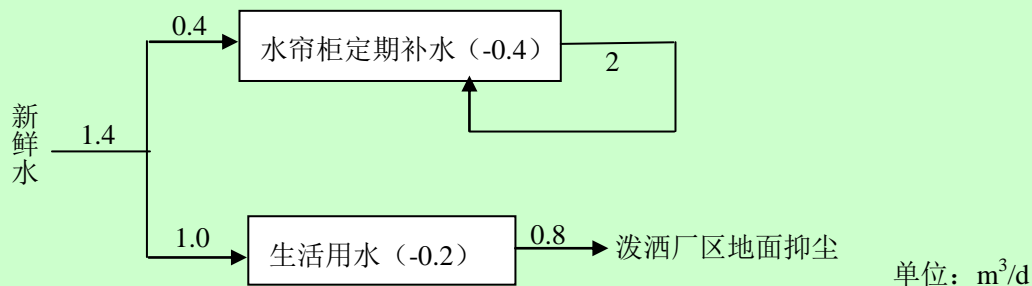 0.4
水帘柜定期补水（-0.4）
2
新鲜水
1.4
1.0
生活用水（-0.2）
0.8
泼洒厂区地面抑尘
单位：m³/d